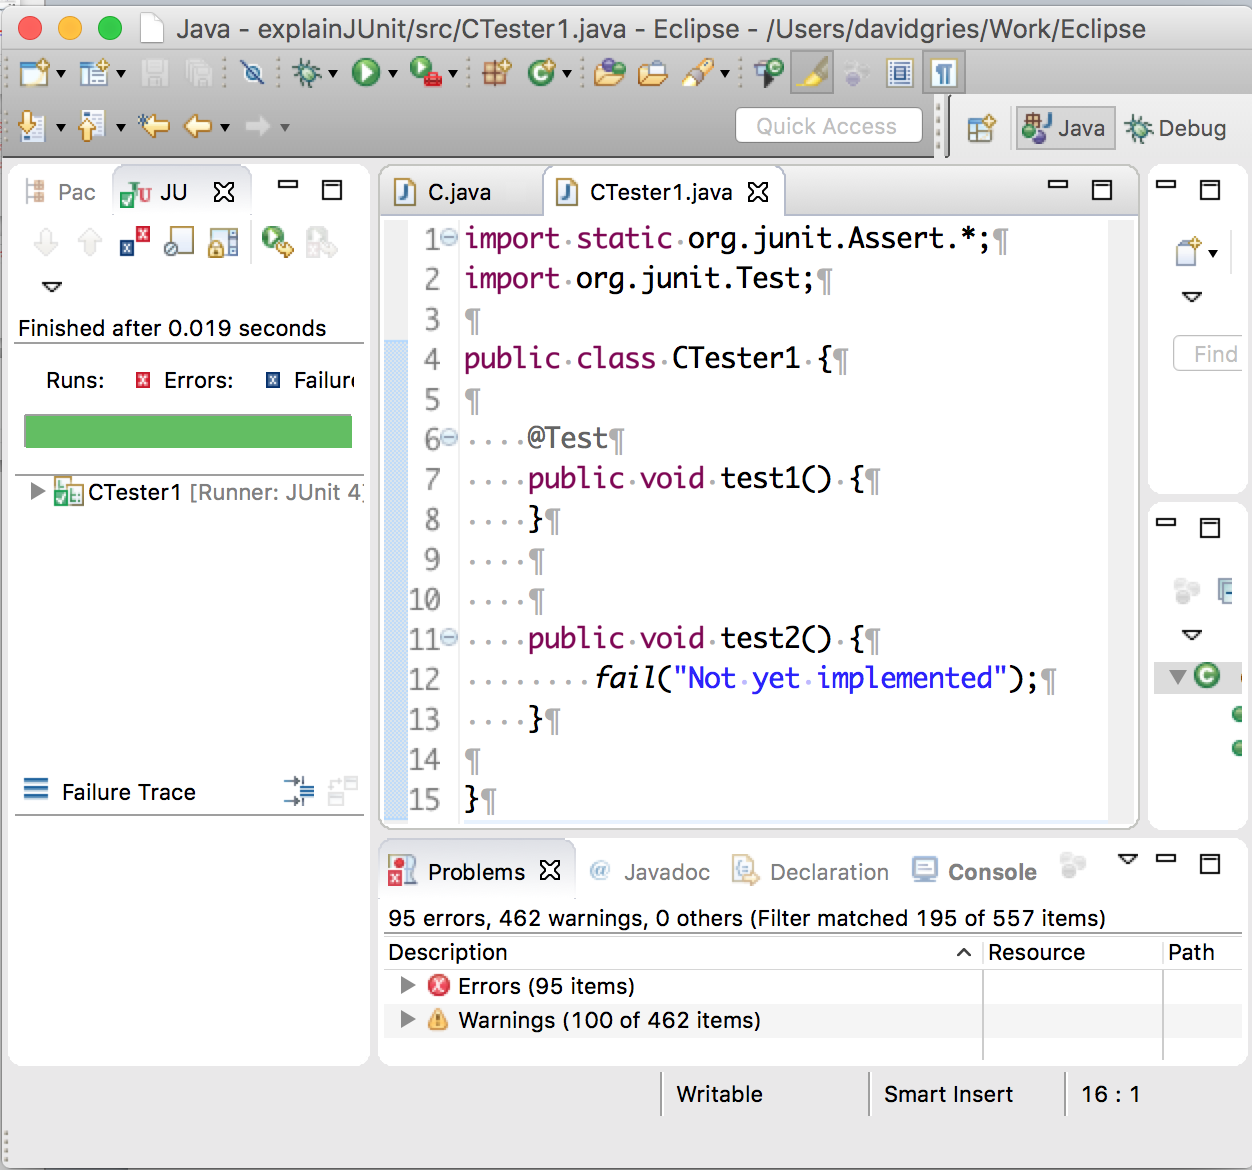 Java - explainJUnit/src/CTester1.java - Eclipse - /Users/davidgries/Work/Eclipse
Quick Access
Java
Debug
Pac
JU
Finished after 0.019 seconds
Runs:
Errors:
Failure
CTester1 [Runner: JUnit 4]
Failure Trace
C.java
CTester1.java
1 import static org.junit.Assert.*;¶
2 import org.junit.Test;¶
3 ¶
4 public class CTester1 {¶
5 ¶
6 ....@Test¶
7 ....public void test1() {¶
8 ....}¶
9 ....¶
10 ....¶
11 ....public void test2() {¶
12 ........fail("Not yet implemented");¶
13 ....}¶
14 ¶
15 }¶
Find
Problems
Javadoc
Declaration
Console
95 errors, 462 warnings, 0 others (Filter matched 195 of 557 items)
Description
Resource
Path
Errors (95 items)
Warnings (100 of 462 items)
Writable
Smart Insert
16 : 1